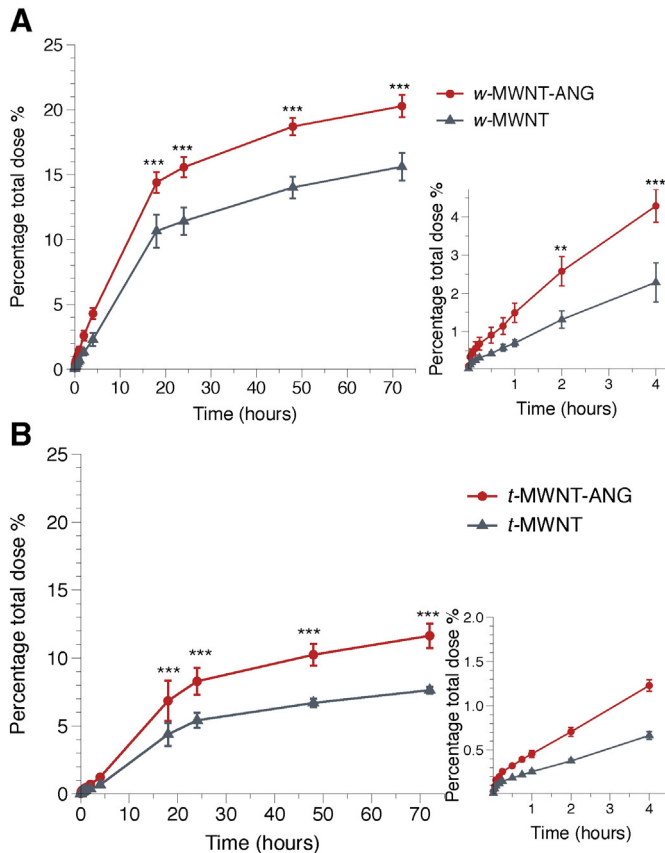 A
25
20
15
10
5
0
Percentage total dose %
*** *** *** ***
0 10 20 30 40 50 60 70
Time (hours)
w-MWNT-ANG
w-MWNT
4
3
2
1
Percentage total dose %
** ***
1 2 3 4
Time (hours)
B
25
20
15
10
5
0
Percentage total dose %
*** *** *** ***
0 10 20 30 40 50 60 70
Time (hours)
t-MWNT-ANG
t-MWNT
2.0
1.5
1.0
0.5
Percentage total dose %
1 2 3 4
Time (hours)